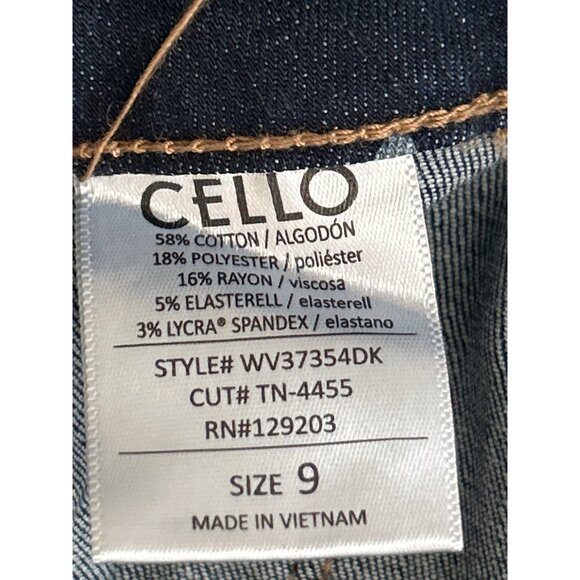 CELLO
58% COTTON / ALGODÓN
18% POLYESTER / poliéster
16% RAYON / viscosa
5% ELASTERELL / elasterell
3% LYCRA® SPANDEX / elastano
STYLE# WV37354DK
CUT# TN-4455
RN#129203
SIZE 9
MADE IN VIETNAM